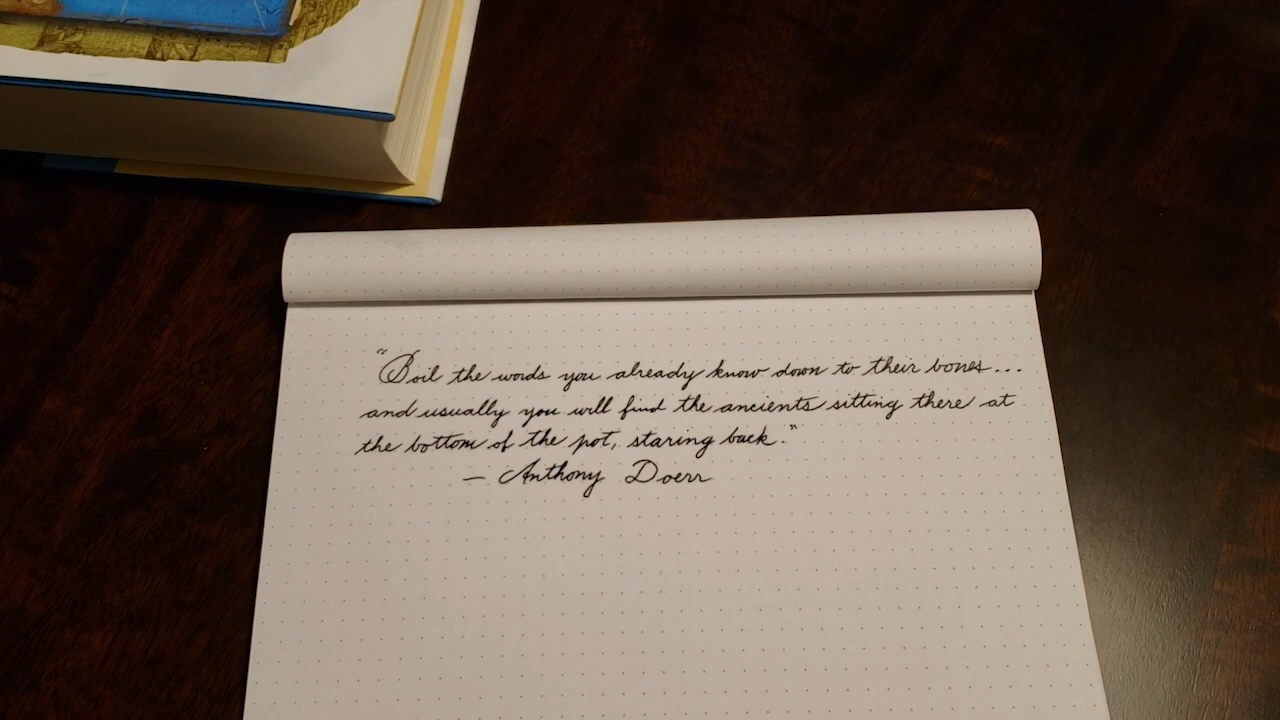 "Boil the words you already know down to their bones...
and usually you will find the ancients sitting there at
the bottom of the pot, staring back."
— Anthony Doerr